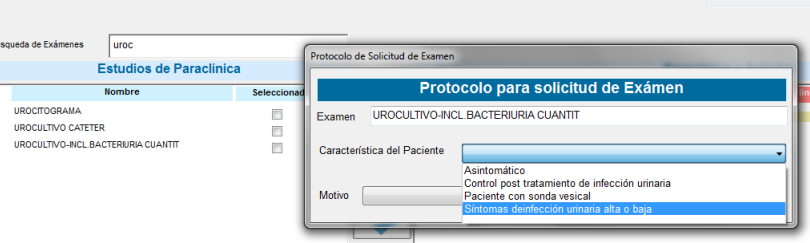 squeda de Exámenes
uroc
Estudios de Paraclínica
Nombre
Seleccionad
UROCITOGRAMA
UROCULTIVO CATETER
UROCULTIVO-INCL.BACTERIURIA CUANTIT
Protocolo de Solicitud de Examen
Protocolo para solicitud de Exámen
Examen
UROCULTIVO-INCL.BACTERIURIA CUANTIT
Característica del Paciente
Asintomático
Control post tratamiento de infección urinaria
Paciente con sonda vesical
Síntomas deinfección urinaria alta o baja
Motivo